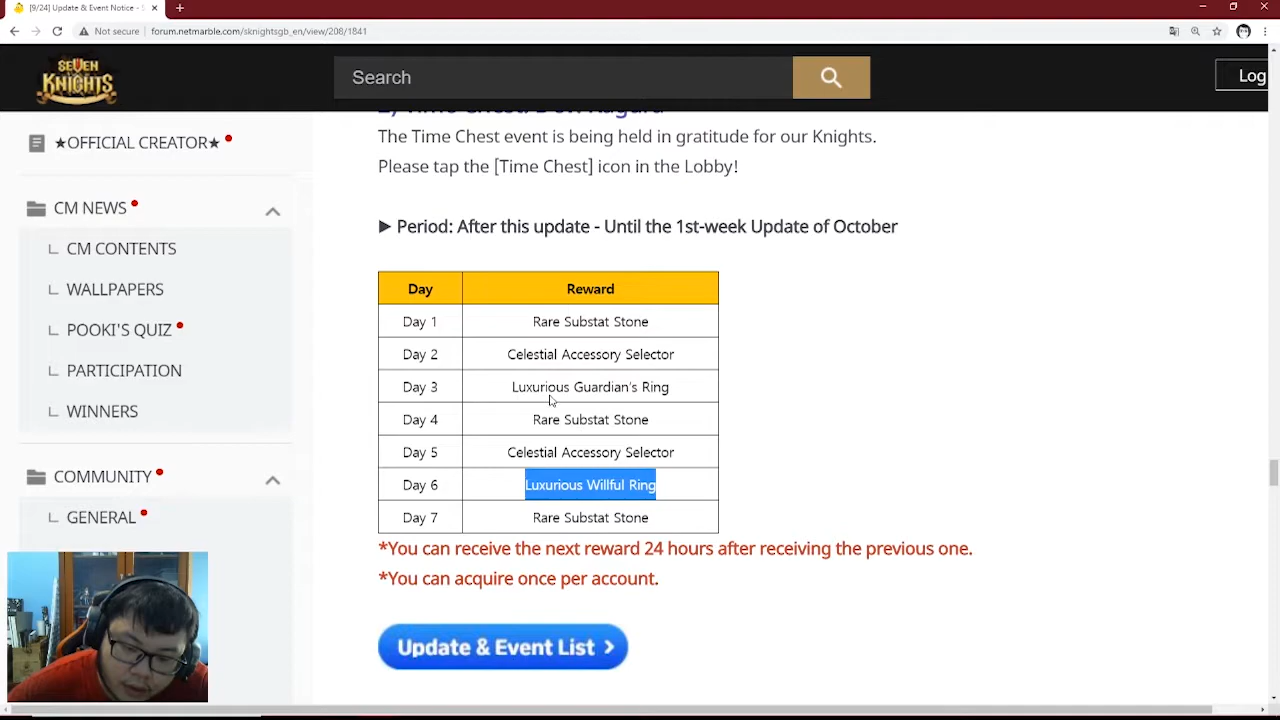 [9/24] Update & Event Notice - S
Not secure | forum.netmarble.com/sknightsgb_en/view/208/1841
SEVEN
KNIGHTS
Search
Log
★OFFICIAL CREATOR★
CM NEWS
CM CONTENTS
WALLPAPERS
POOKI'S QUIZ
PARTICIPATION
WINNERS
COMMUNITY
GENERAL
The Time Chest event is being held in gratitude for our Knights.
Please tap the [Time Chest] icon in the Lobby!
▶ Period: After this update - Until the 1st-week Update of October
Day Reward
Day 1 Rare Substat Stone
Day 2 Celestial Accessory Selector
Day 3 Luxurious Guardian's Ring
Day 4 Rare Substat Stone
Day 5 Celestial Accessory Selector
Day 6 Luxurious Willful Ring
Day 7 Rare Substat Stone
*You can receive the next reward 24 hours after receiving the previous one.
*You can acquire once per account.
Update & Event List >